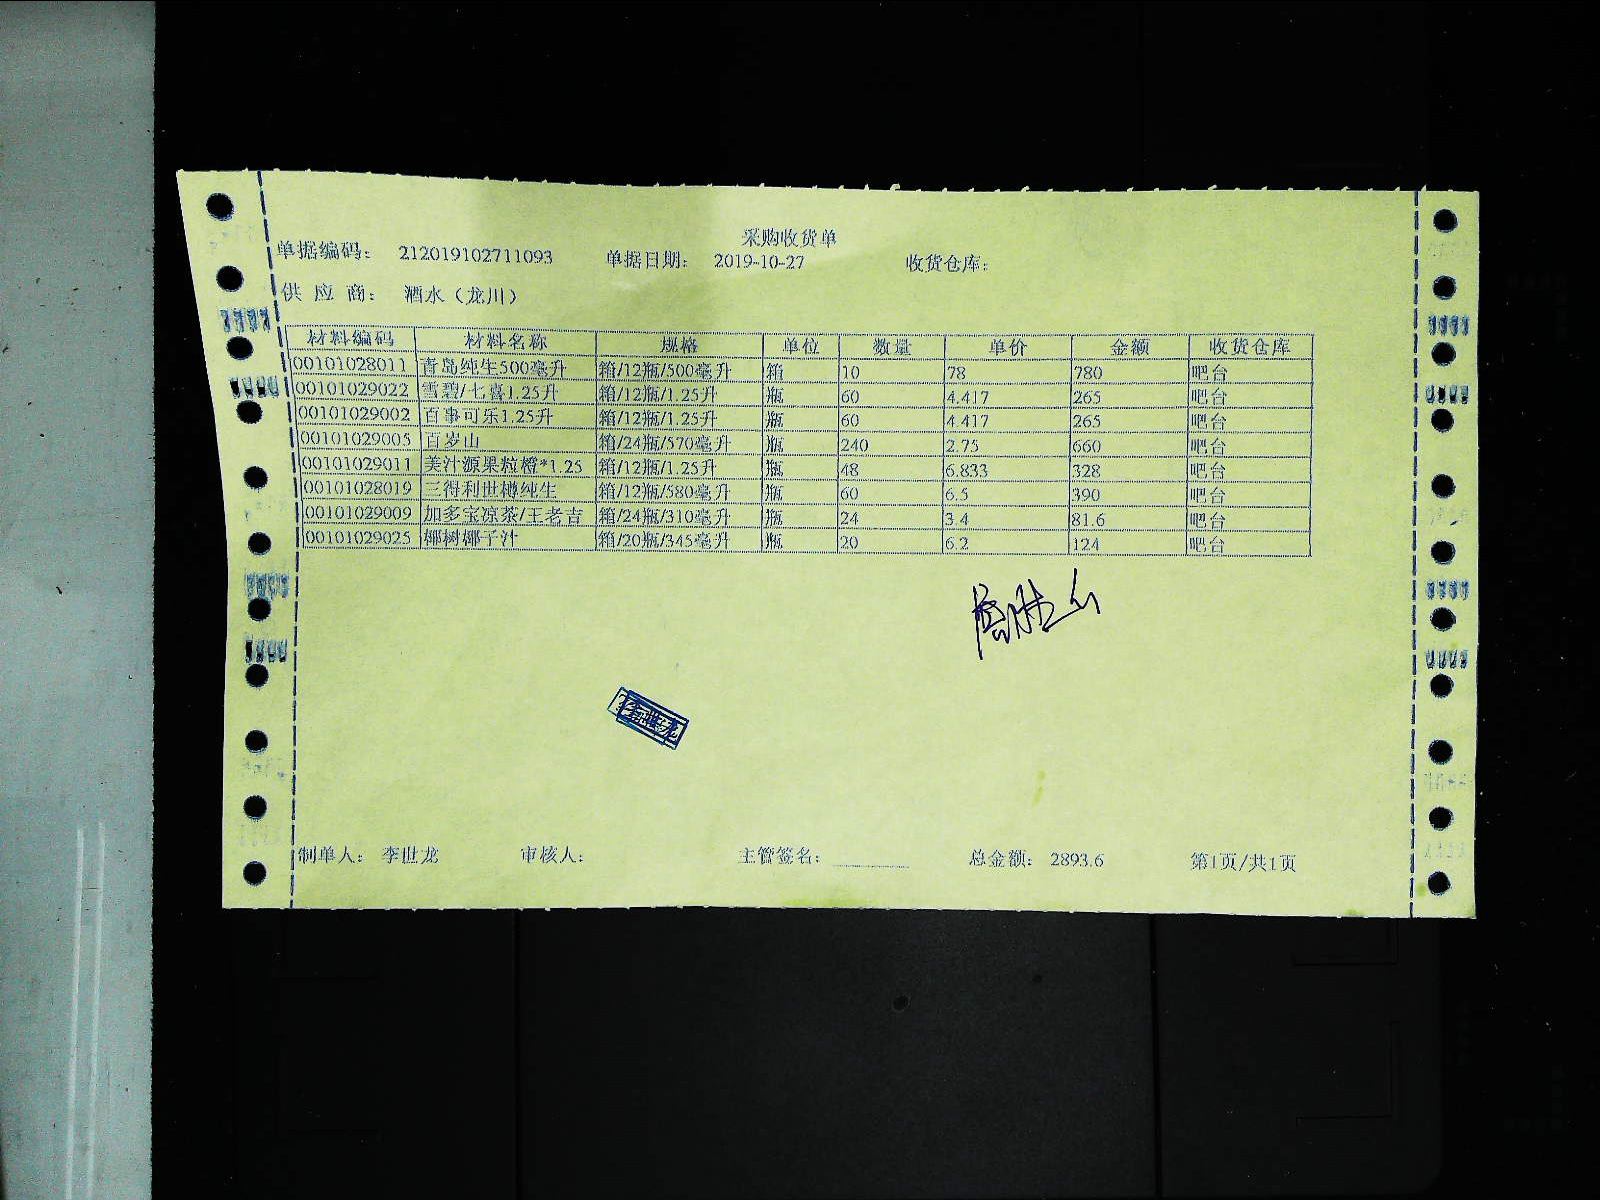 采购收货单
单据编码： 212019102711093 单据日期： 2019-10-27 收货仓库：
供 应 商： 酒水（龙川）
材料编码 材料名称 规格 单位 数量 单价 金额 收货仓库
00101028011 青岛纯生500毫升 箱/12瓶/500毫升 箱 10 78 780 吧台
00101029022 雪碧/七喜1.25升 箱/12瓶/1.25升 瓶 60 4.417 265 吧台
00101029002 百事可乐1.25升 箱/12瓶/1.25升 瓶 60 4.417 265 吧台
00101029005 百岁山 箱/24瓶/570毫升 瓶 240 2.75 660 吧台
00101029011 美汁源果粒橙*1.25 箱/12瓶/1.25升 瓶 48 6.833 328 吧台
00101028019 三得利世樽纯生 箱/12瓶/580毫升 瓶 60 6.5 390 吧台
00101029009 加多宝凉茶/王老吉 箱/24瓶/310毫升 瓶 24 3.4 81.6 吧台
00101029025 椰树椰子汁 箱/20瓶/345毫升 瓶 20 6.2 124 吧台
制单人： 李世龙 审核人： 主管签名： 总金额： 2893.6 第1页/共1页